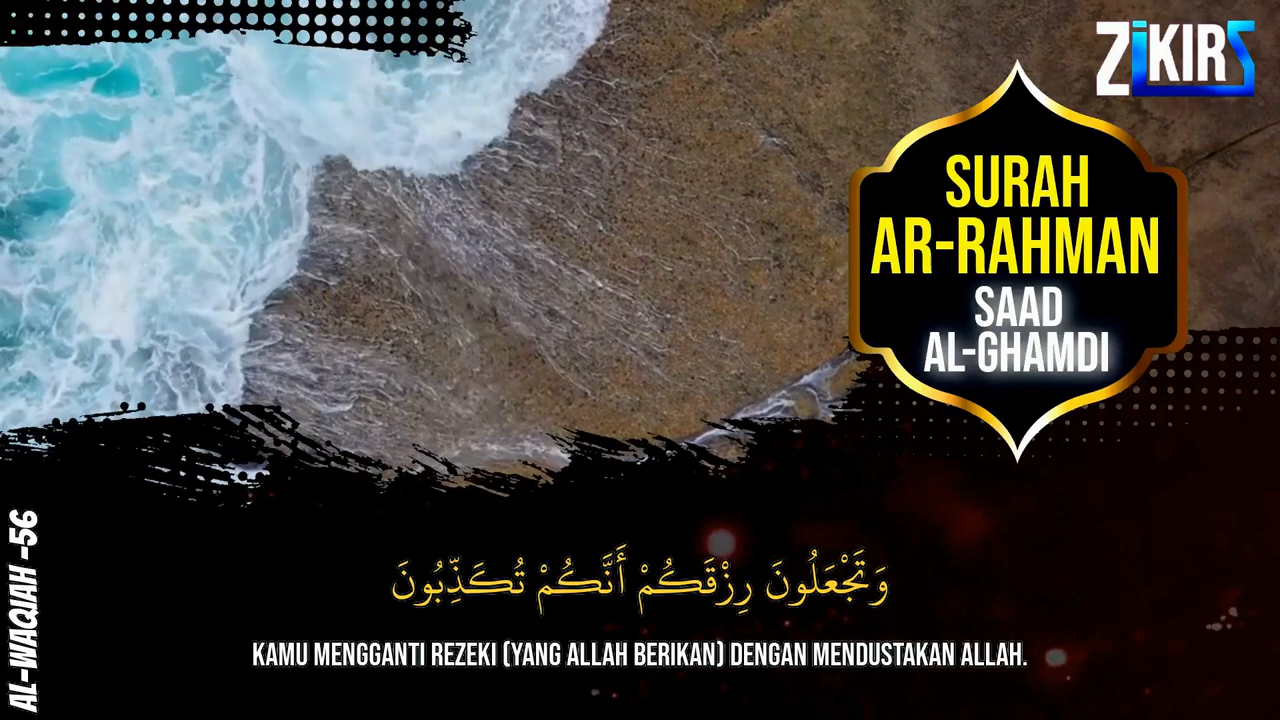 ZIKIRS
SURAH
AR-RAHMAN
SAAD
AL-GHAMDI
AL-WAQIAH -56
وَتَجْعَلُونَ رِزْقَكُمْ أَنَّكُمْ تُكَذِّبُونَ
KAMU MENGGANTI REZEKI (YANG ALLAH BERIKAN) DENGAN MENDUSTAKAN ALLAH.